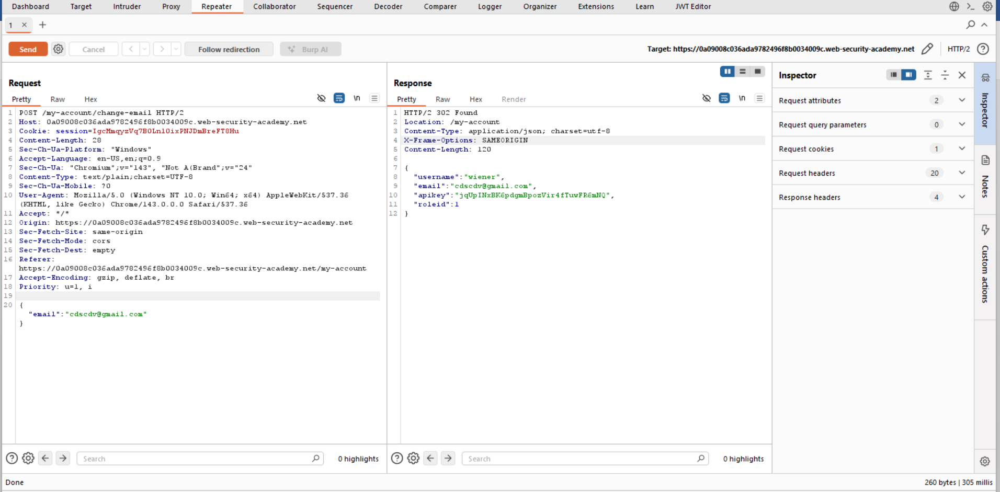 Dashboard Target Intruder Proxy Repeater Collaborator Sequencer Decoder Comparer Logger Organizer Extensions Learn JWT Editor
1 × +
Send Cancel < > Follow redirection Burp AI Target: https://0a09008c036ada9782496f8b0034009c.web-security-academy.net HTTP/2 ?
Request
Pretty Raw Hex \n
1 POST /my-account/change-email HTTP/2
2 Host: 0a09008c036ada9782496f8b0034009c.web-security-academy.net
3 Cookie: session=IgcMmqyzVq7B0Lnl0ixPNJDmBreFT8Hu
4 Content-Length: 28
5 Sec-Ch-Ua-Platform: "Windows"
6 Accept-Language: en-US,en;q=0.9
7 Sec-Ch-Ua: "Chromium";v="143", "Not A(Brand";v="24"
8 Content-Type: text/plain;charset=UTF-8
9 Sec-Ch-Ua-Mobile: ?0
10 User-Agent: Mozilla/5.0 (Windows NT 10.0; Win64; x64) AppleWebKit/537.36
(KHTML, like Gecko) Chrome/143.0.0.0 Safari/537.36
11 Accept: */*
12 Origin: https://0a09008c036ada9782496f8b0034009c.web-security-academy.net
13 Sec-Fetch-Site: same-origin
14 Sec-Fetch-Mode: cors
15 Sec-Fetch-Dest: empty
16 Referer:
https://0a09008c036ada9782496f8b0034009c.web-security-academy.net/my-account
17 Accept-Encoding: gzip, deflate, br
18 Priority: u=1, i
19
20 {
"email":"cdscdv@gmail.com"
}
? Search 0 highlights
Response
Pretty Raw Hex Render \n
1 HTTP/2 302 Found
2 Location: /my-account
3 Content-Type: application/json; charset=utf-8
4 X-Frame-Options: SAMEORIGIN
5 Content-Length: 120
6
7 {
8 "username":"wiener",
9 "email":"cdscdv@gmail.com",
10 "apikey":"jqUpINxBK6pdgmBpozVir4fTuwFR6mNQ",
11 "roleid":1
12 }
? Search 0 highlights
Inspector
Request attributes 2
Request query parameters 0
Request cookies 1
Request headers 20
Response headers 4
Inspector
Notes
Custom actions
Done 260 bytes | 305 millis